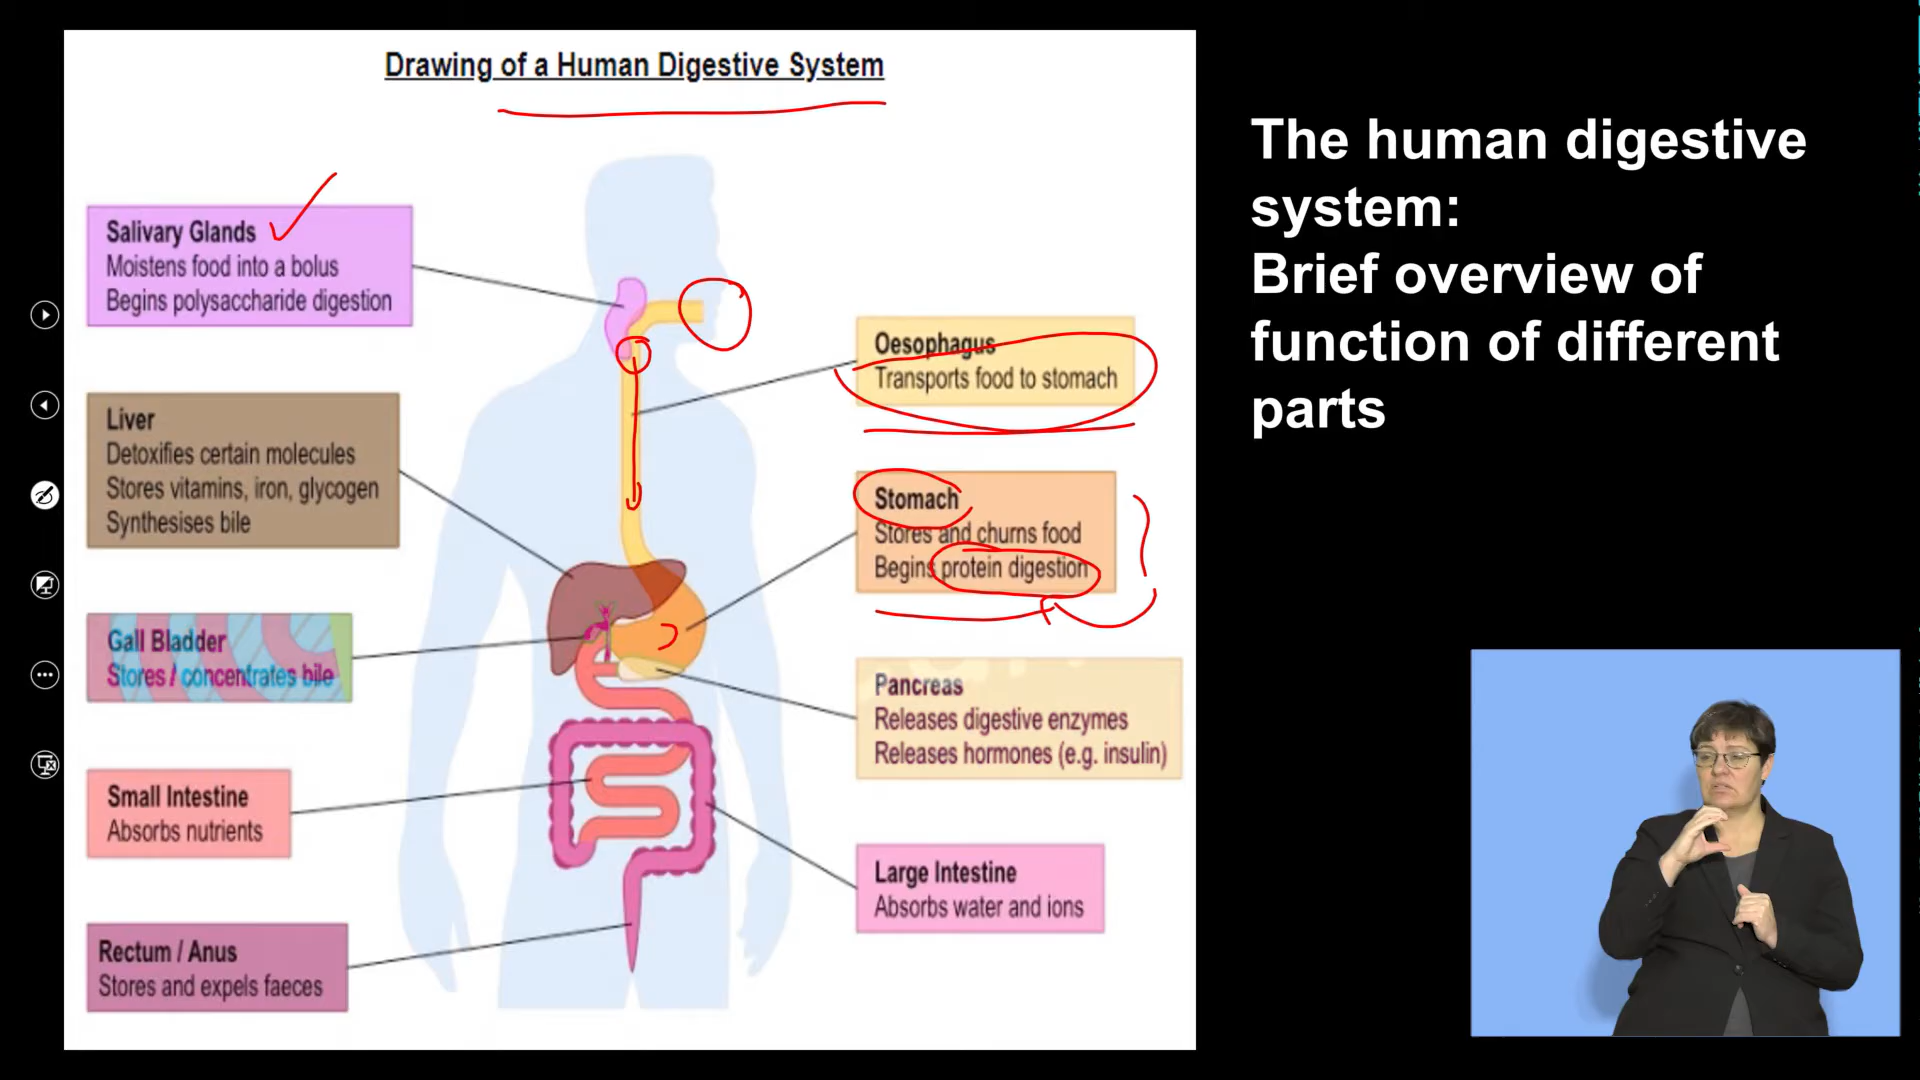 Drawing of a Human Digestive System
Salivary Glands
Moistens food into a bolus
Begins polysaccharide digestion
Liver
Detoxifies certain molecules
Stores vitamins, iron, glycogen
Synthesises bile
Gall Bladder
Stores / concentrates bile
Small Intestine
Absorbs nutrients
Rectum / Anus
Stores and expels faeces
Oesophagus
Transports food to stomach
Stomach
Stores and churns food
Begins protein digestion
Pancreas
Releases digestive enzymes
Releases hormones (e.g. insulin)
Large Intestine
Absorbs water and ions
The human digestive
system:
Brief overview of
function of different
parts